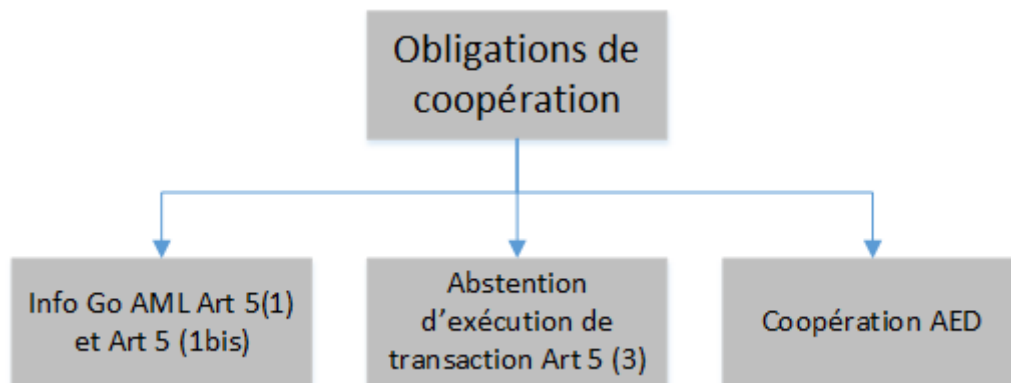 Obligations de
coopération
Info Go AML Art 5(1)
et Art 5 (1bis)
Abstention
d’exécution de
transaction Art 5 (3)
Coopération AED